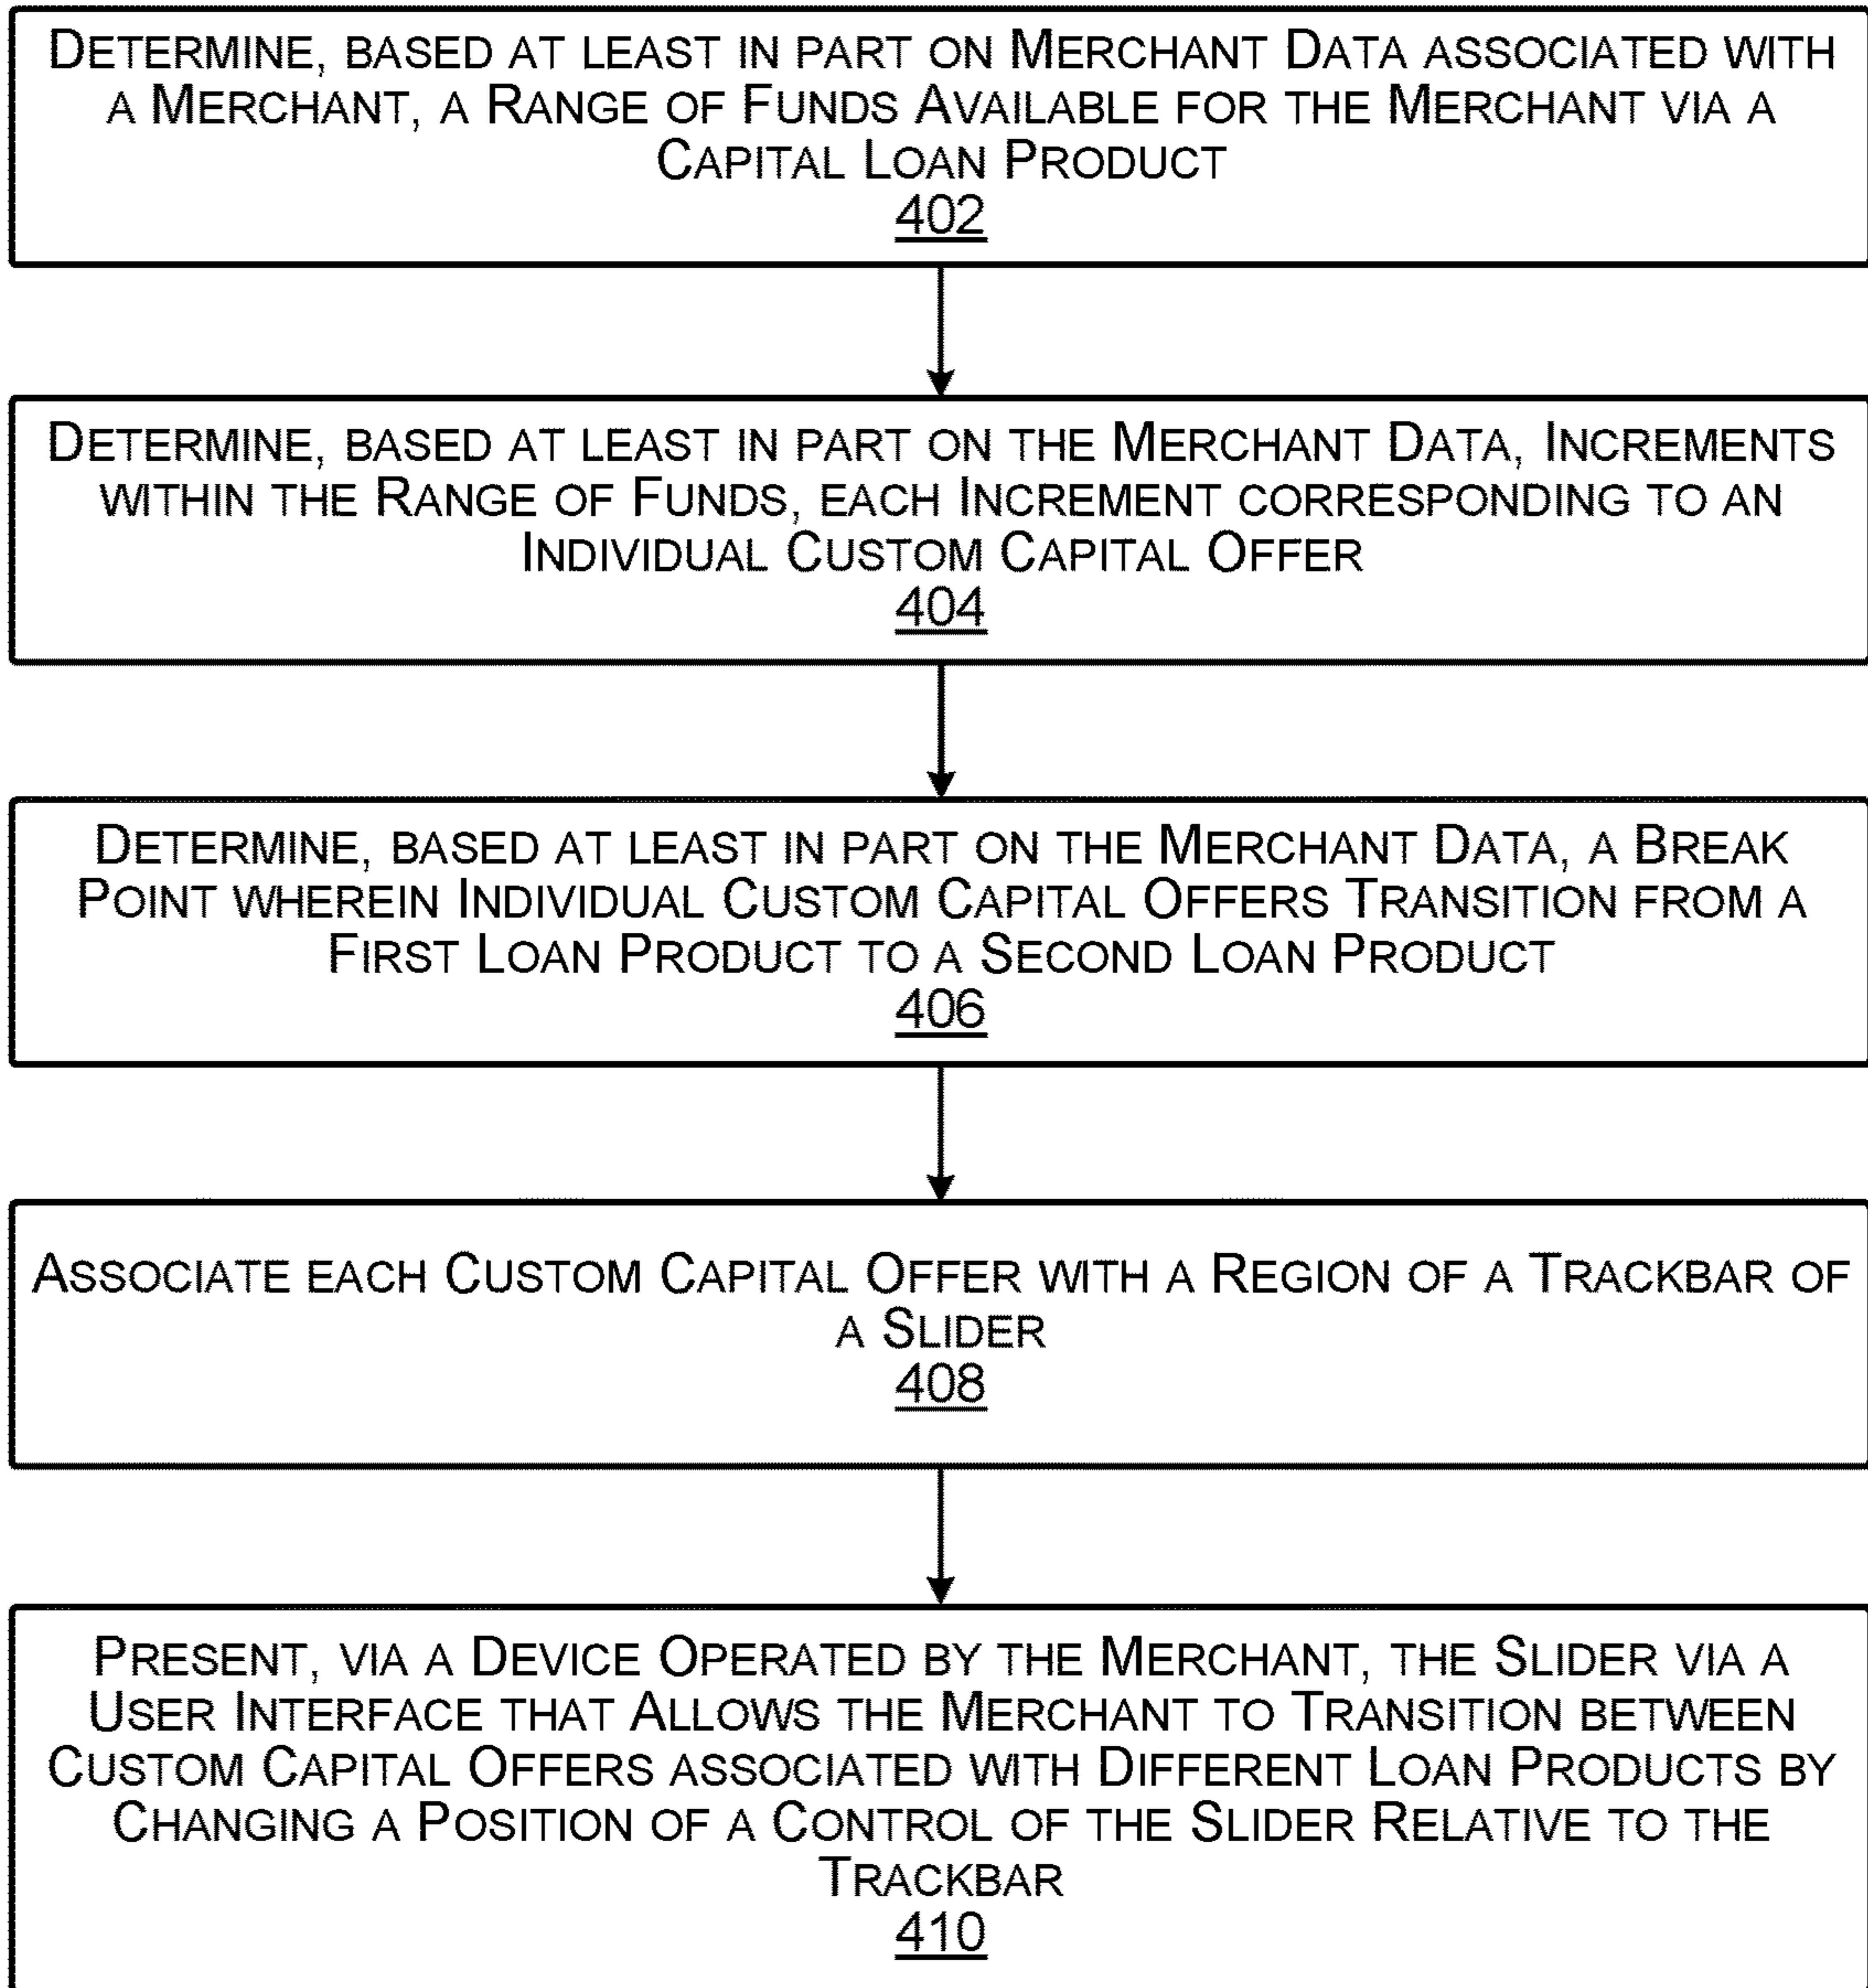 DETERMINE, BASED AT LEAST IN PART ON MERCHANT DATA ASSOCIATED WITH
A MERCHANT, A RANGE OF FUNDS AVAILABLE FOR THE MERCHANT VIA A
CAPITAL LOAN PRODUCT
402
DETERMINE, BASED AT LEAST IN PART ON THE MERCHANT DATA, INCREMENTS
WITHIN THE RANGE OF FUNDS, EACH INCREMENT CORRESPONDING TO AN
INDIVIDUAL CUSTOM CAPITAL OFFER
404
DETERMINE, BASED AT LEAST IN PART ON THE MERCHANT DATA, A BREAK
POINT WHEREIN INDIVIDUAL CUSTOM CAPITAL OFFERS TRANSITION FROM A
FIRST LOAN PRODUCT TO A SECOND LOAN PRODUCT
406
ASSOCIATE EACH CUSTOM CAPITAL OFFER WITH A REGION OF A TRACKBAR OF
A SLIDER
408
PRESENT, VIA A DEVICE OPERATED BY THE MERCHANT, THE SLIDER VIA A
USER INTERFACE THAT ALLOWS THE MERCHANT TO TRANSITION BETWEEN
CUSTOM CAPITAL OFFERS ASSOCIATED WITH DIFFERENT LOAN PRODUCTS BY
CHANGING A POSITION OF A CONTROL OF THE SLIDER RELATIVE TO THE
TRACKBAR
410